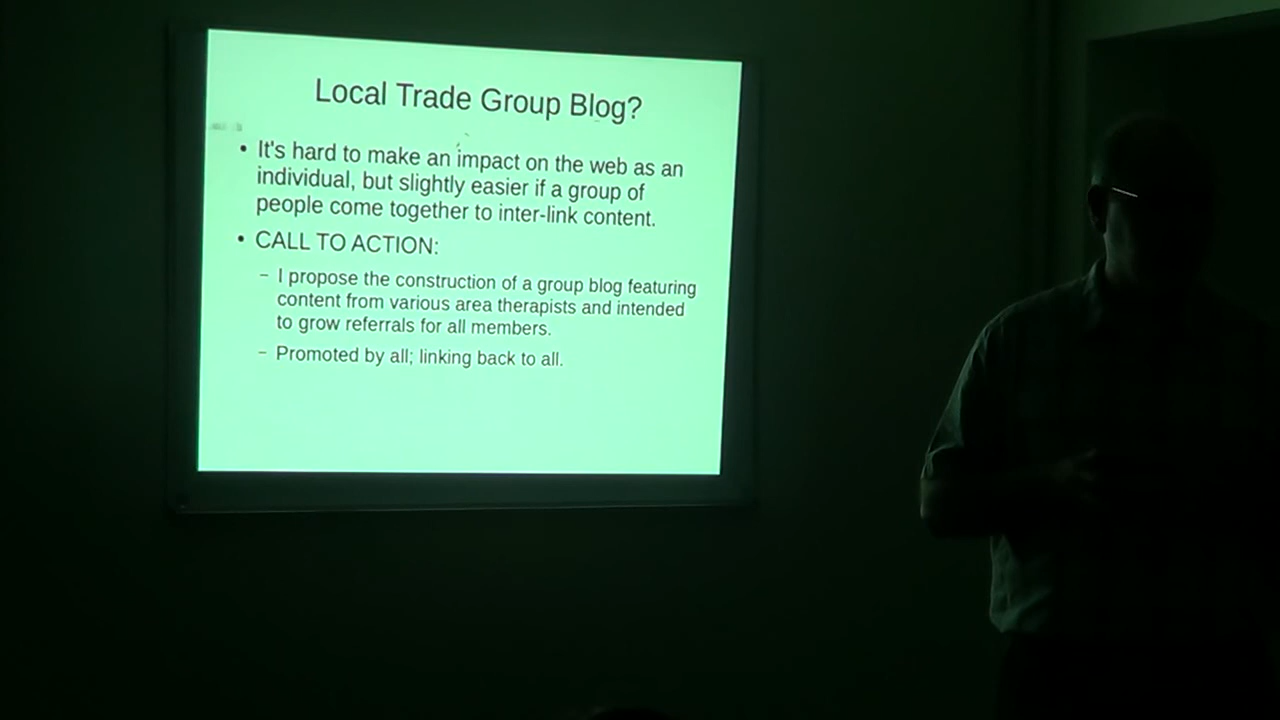 Local Trade Group Blog?
• It's hard to make an impact on the web as an
individual, but slightly easier if a group of
people come together to inter-link content.
• CALL TO ACTION:
– I propose the construction of a group blog featuring
content from various area therapists and intended
to grow referrals for all members.
– Promoted by all; linking back to all.